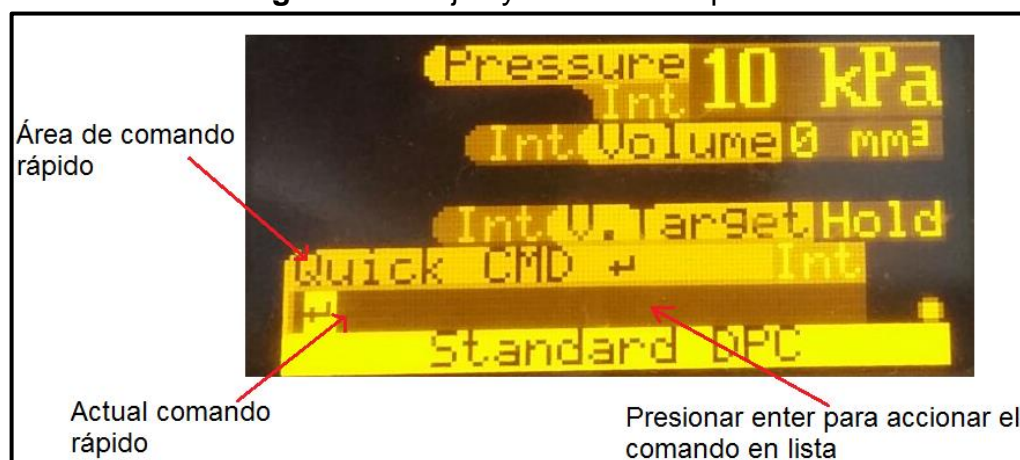 Pressure 10 kPa
Int
Int Volume 0 mm³
Área de comando
rápido
Int V. Target Hold
Quick CMD ↵ Int
↵
Standard DPC
Actual comando
rápido
Presionar enter para accionar el
comando en lista